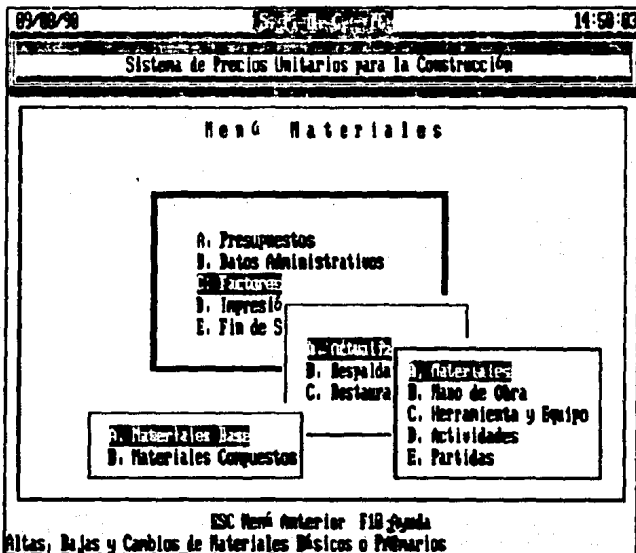 09/08/90 14:58:03
Sistema de Precios Unitarios para la Construcción
Menú Materiales
A. Presupuestos
B. Datos Administrativos
C. Factores
D. Impresió
E. Fin de S
B. Respalda
C. Restaura
A. Materiales
B. Mano de Obra
C. Herramienta y Equipo
D. Actividades
E. Partidas
A. Materiales Base
B. Materiales Compuestos
ESC Menú Anterior F10 Ayuda
Altas, Bajas y Cambios de Materiales Básicos o Primarios